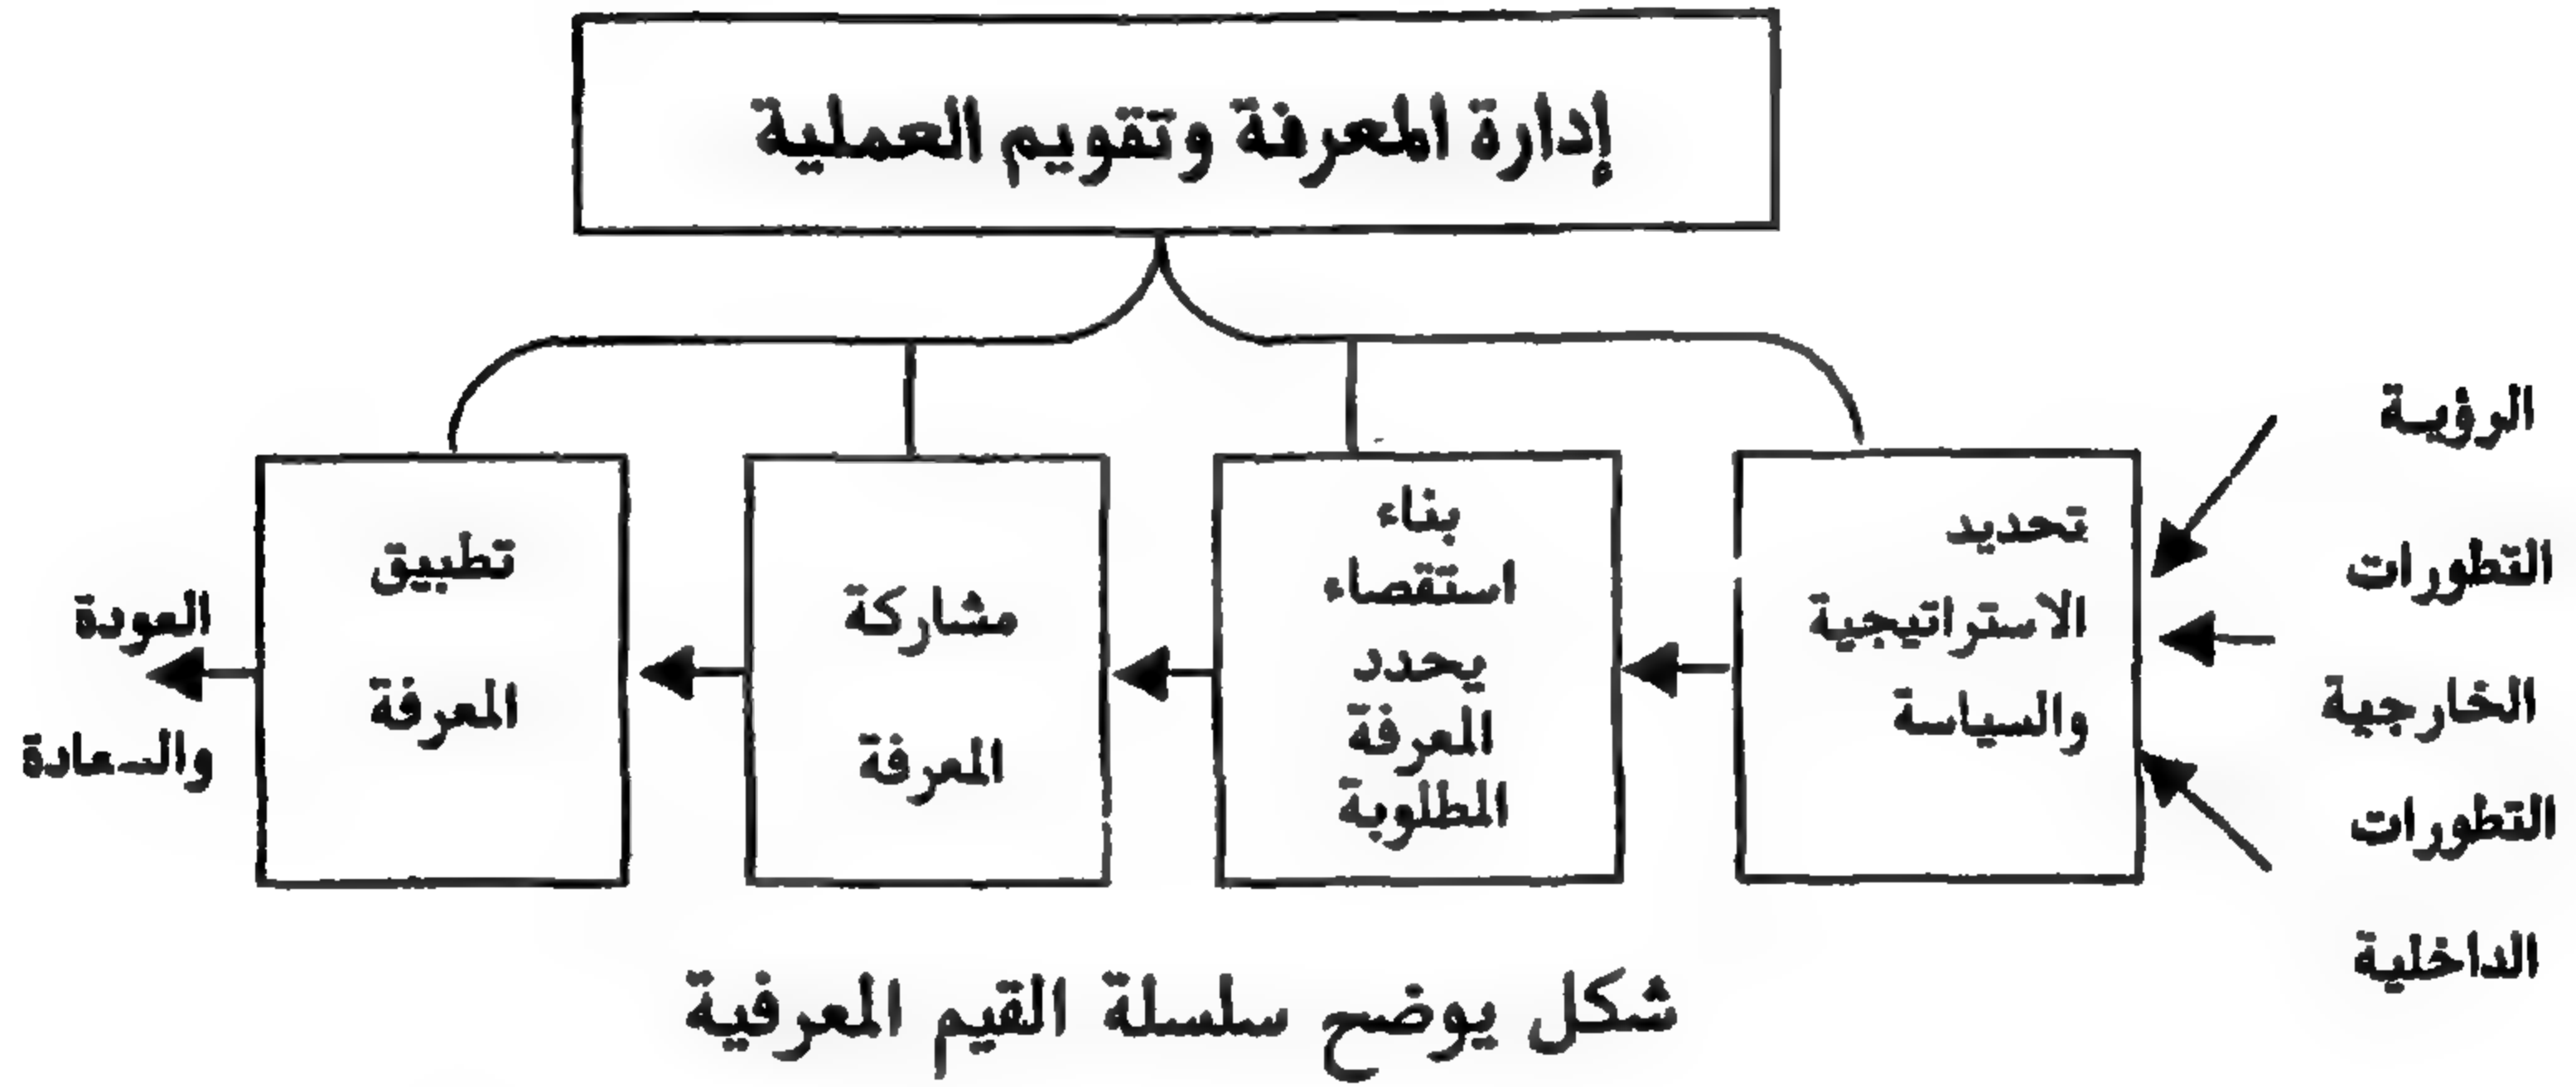 إدارة المعرفة وتقويم العملية
الرؤية
التطورات
الخارجية
التطورات
الداخلية
تحديد
الاستراتيجية
والسياسة
بناء
استقصاء
يحدد
المعرفة
المطلوبة
مشاركة
المعرفة
تطبيق
المعرفة
العودة
والسعادة
شكل يوضح سلسلة القيم المعرفية